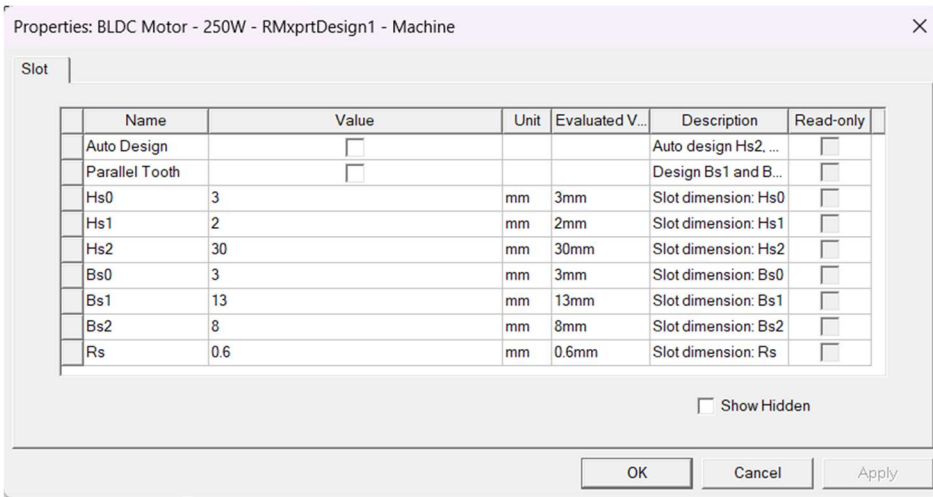 Properties: BLDC Motor - 250W - RMxprtDesign1 - Machine
Slot
Name Value Unit Evaluated V... Description Read-only
Auto Design Auto design Hs2, ...
Parallel Tooth Design Bs1 and B...
Hs0 3 mm 3mm Slot dimension: Hs0
Hs1 2 mm 2mm Slot dimension: Hs1
Hs2 30 mm 30mm Slot dimension: Hs2
Bs0 3 mm 3mm Slot dimension: Bs0
Bs1 13 mm 13mm Slot dimension: Bs1
Bs2 8 mm 8mm Slot dimension: Bs2
Rs 0.6 mm 0.6mm Slot dimension: Rs
Show Hidden
OK Cancel Apply